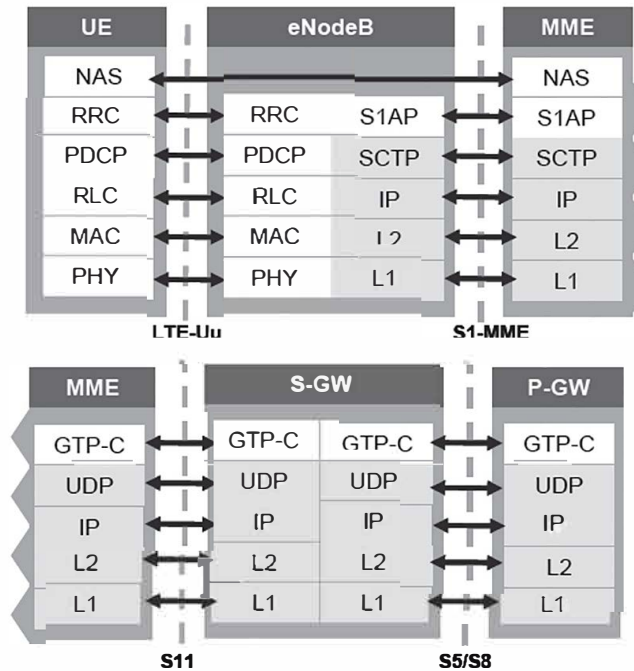 UE eNodeB MME
NAS NAS
RRC RRC S1AP S1AP
PDCP PDCP SCTP SCTP
RLC RLC IP IP
MAC MAC L2 L2
PHY PHY L1 L1
LTE-Uu S1-MME
MME S-GW P-GW
GTP-C GTP-C GTP-C GTP-C
UDP UDP UDP UDP
IP IP IP IP
L2 L2 L2 L2
L1 L1 L1 L1
S11 S5/S8